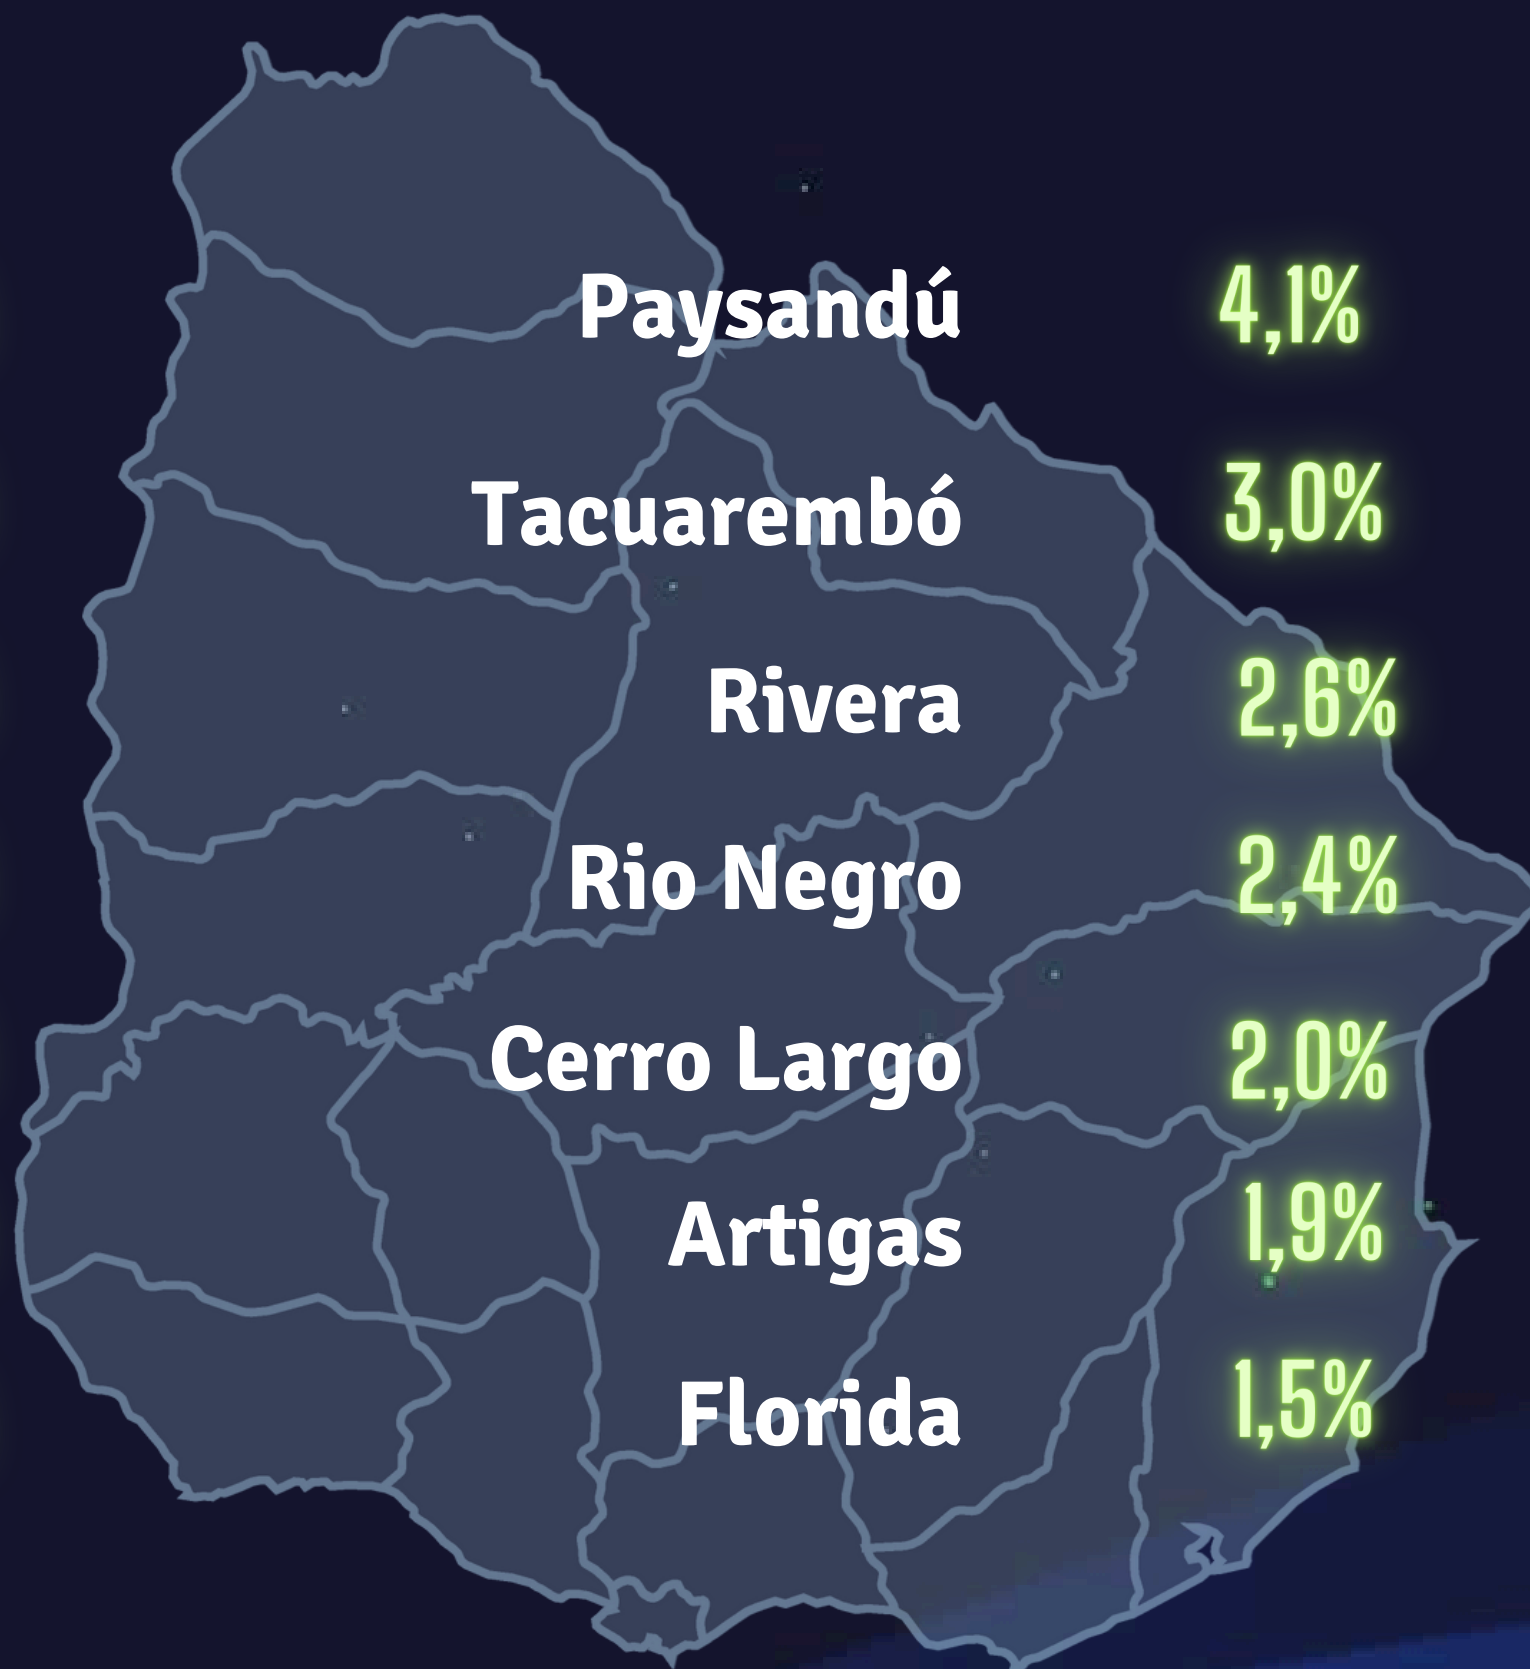 Paysandú 4,1%
Tacuarembó 3,0%
Rivera 2,6%
Rio Negro 2,4%
Cerro Largo 2,0%
Artigas 1,9%
Florida 1,5%